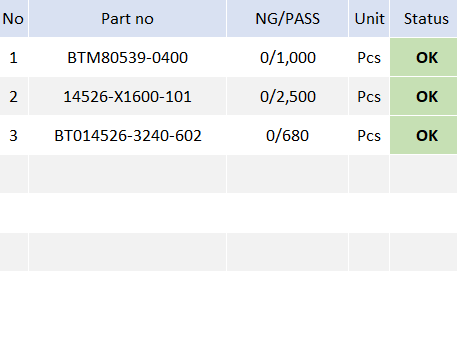 No Part no NG/PASS Unit Status
1 BTM80539-0400 0/1,000 Pcs OK
2 14526-X1600-101 0/2,500 Pcs OK
3 BT014526-3240-602 0/680 Pcs OK